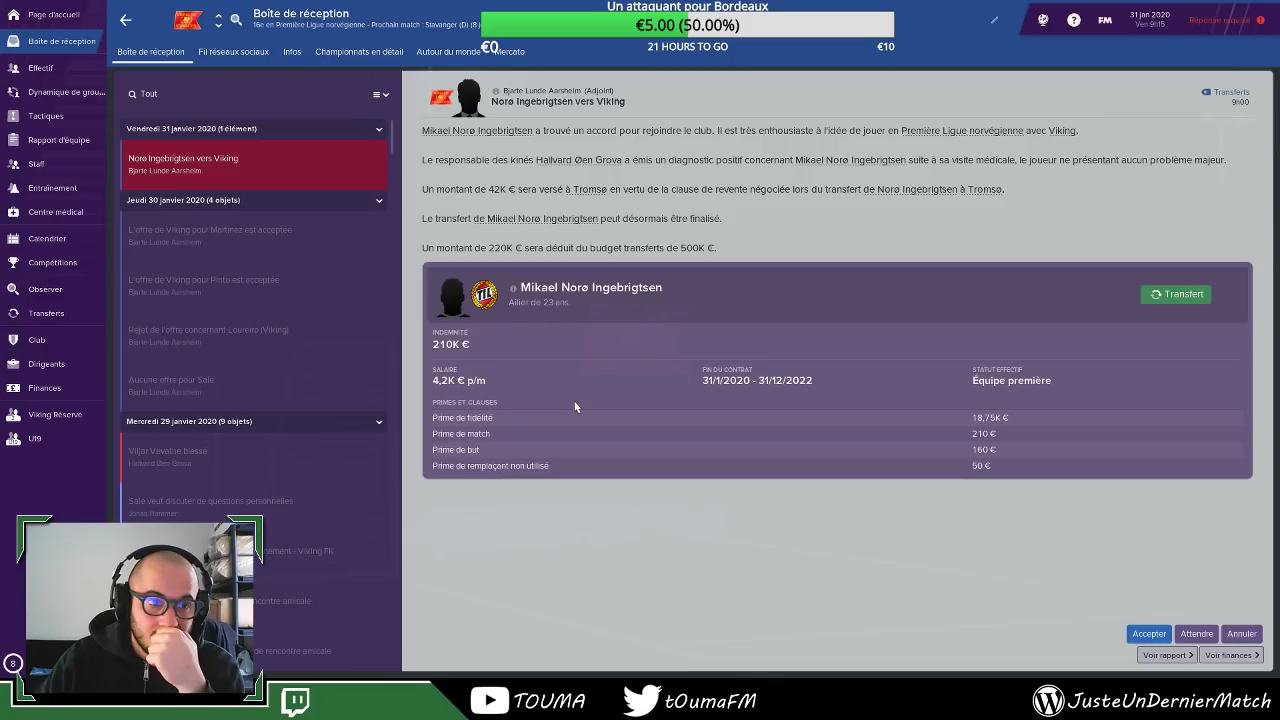 Un attaquant pour Bordeaux
€5.00 (50.00%)
€0
21 HOURS TO GO
€10
Boîte de réception
16e en Première Ligue norvégienne - Prochain match : Stavanger (D) (8 j
FM
31 jan 2020
Ven 9h15
Réponse requise
Boîte de réception
Fil réseaux sociaux
Infos
Championnats en détail
Autour du monde
Mercato
Page d'accueil
Boîte de réception
Effectif
Dynamique de grou...
Tactiques
Rapport d'équipe
Staff
Entraînement
Centre médical
Calendrier
Compétitions
Observer
Transferts
Club
Dirigeants
Finances
Viking Réserve
U19
8
Tout
Vendredi 31 janvier 2020 (1 élément)
Norø Ingebrigtsen vers Viking
Bjarte Lunde Aarsheim
Jeudi 30 janvier 2020 (4 objets)
L'offre de Viking pour Martinez est acceptée
Bjarte Lunde Aarsheim
L'offre de Viking pour Pinto est acceptée
Bjarte Lunde Aarsheim
Rejet de l'offre concernant Loureiro (Viking)
Bjarte Lunde Aarsheim
Aucune offre pour Sale
Bjarte Lunde Aarsheim
Mercredi 29 janvier 2020 (9 objets)
Viljar Vevatne blessé
Hallvard Øen Grova
Sale veut discuter de questions personnelles
Jonas Hammer
nement - Viking FK
ncontre amicale
de rencontre amicale
Bjarte Lunde Aarsheim (Adjoint)
Norø Ingebrigtsen vers Viking
Transferts
9h00
Mikael Norø Ingebrigtsen a trouvé un accord pour rejoindre le club. Il est très enthousiaste à l'idée de jouer en Première Ligue norvégienne avec Viking.
Le responsable des kinés Hallvard Øen Grova a émis un diagnostic positif concernant Mikael Norø Ingebrigtsen suite à sa visite médicale, le joueur ne présentant aucun problème majeur.
Un montant de 42K € sera versé à Tromsø en vertu de la clause de revente négociée lors du transfert de Norø Ingebrigtsen à Tromsø.
Le transfert de Mikael Norø Ingebrigtsen peut désormais être finalisé.
Un montant de 220K € sera déduit du budget transferts de 500K €.
Mikael Norø Ingebrigtsen
Ailier de 23 ans.
Transfert
INDEMNITÉ
210K €
SALAIRE
4,2K € p/m
FIN DU CONTRAT
31/1/2020 - 31/12/2022
STATUT EFFECTIF
Équipe première
PRIMES ET CLAUSES
Prime de fidélité 18,75K €
Prime de match 210 €
Prime de but 160 €
Prime de remplaçant non utilisé 50 €
Accepter
Attendre
Annuler
Voir rapport
Voir finances
TOUMA
tOumaFM
JusteUnDernierMatch